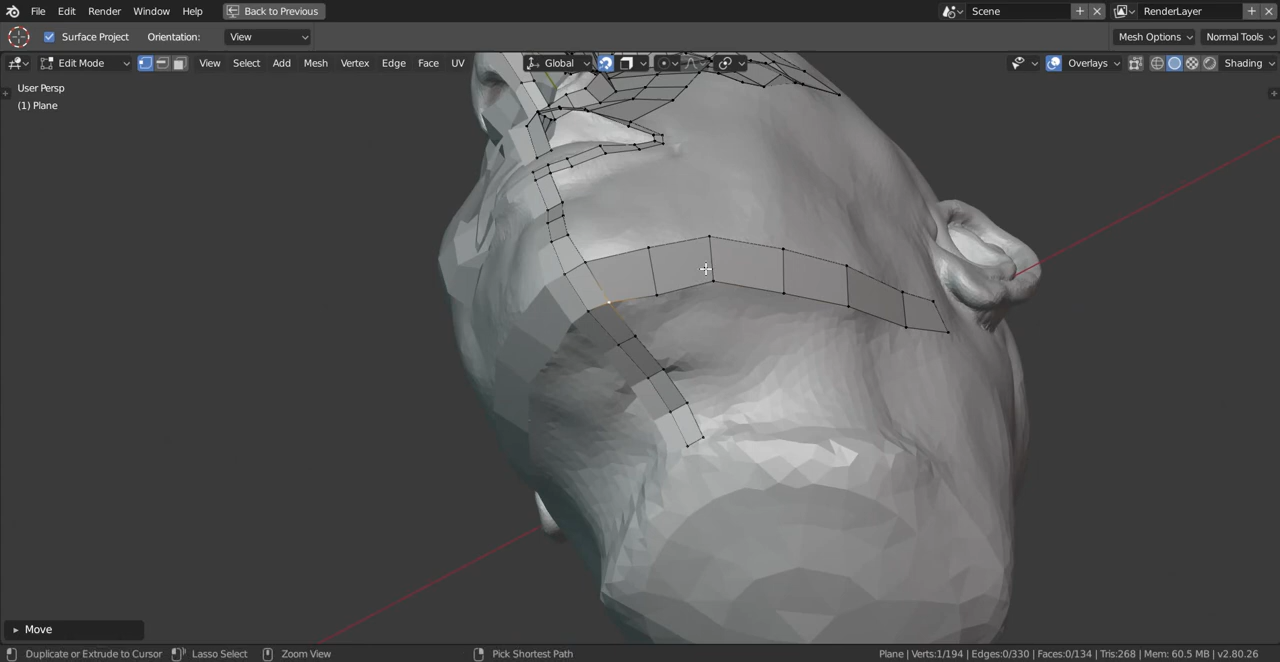 File Edit Render Window Help Back to Previous Scene RenderLayer
Surface Project Orientation: View Mesh Options Normal Tools
Edit Mode View Select Add Mesh Vertex Edge Face UV Global Overlays Shading
User Persp
(1) Plane
Move
Duplicate or Extrude to Cursor Lasso Select Zoom View Pick Shortest Path Plane | Verts:1/194 | Edges:0/330 | Faces:0/134 | Tris:268 | Mem: 60.5 MB | v2.80.26